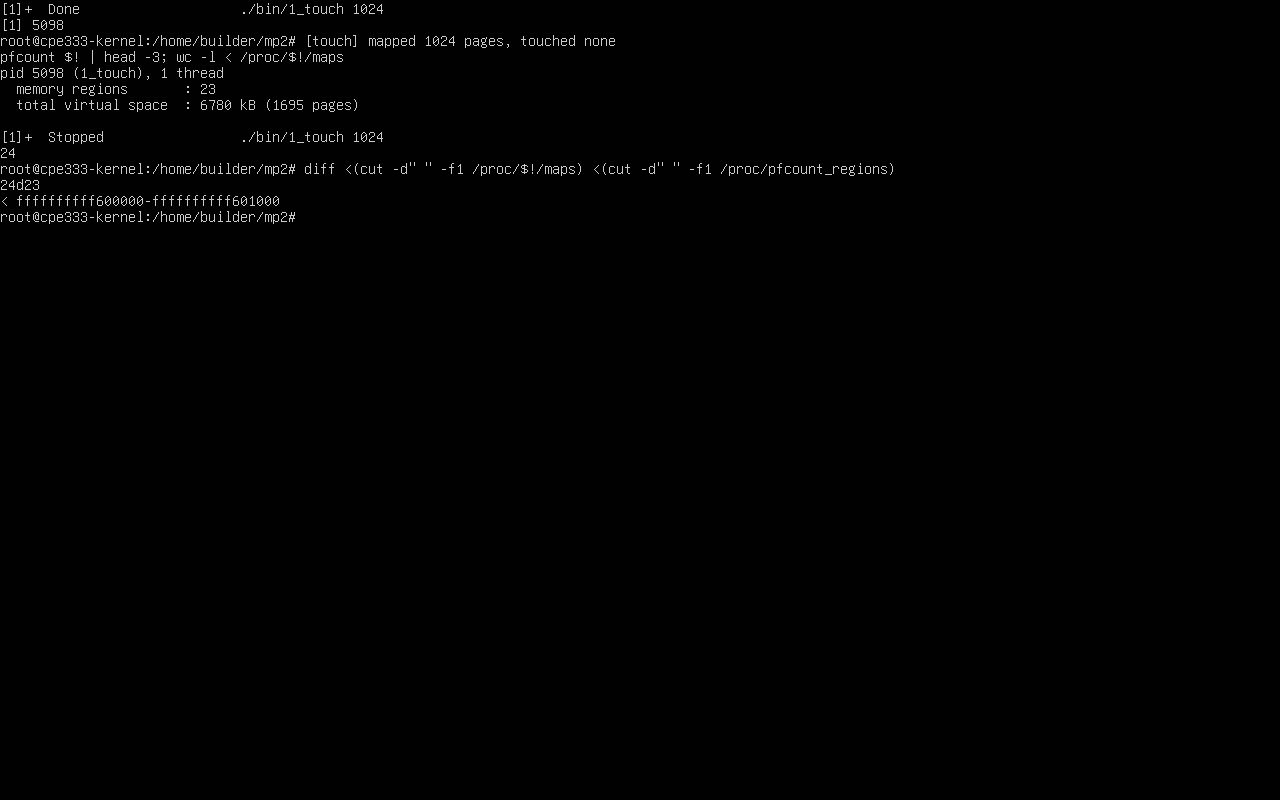 [1]+  Done                    ./bin/1_touch 1024
[1] 5098
root@cpe333-kernel:/home/builder/mp2# [touch] mapped 1024 pages, touched none
pfcount $! | head -3; wc -l < /proc/$!/maps
pid 5098 (1_touch), 1 thread
  memory regions       : 23
  total virtual space  : 6780 kB (1695 pages)

[1]+  Stopped                 ./bin/1_touch 1024
24
root@cpe333-kernel:/home/builder/mp2# diff <(cut -d" " -f1 /proc/$!/maps) <(cut -d" " -f1 /proc/pfcount_regions)
24d23
< ffffffffff600000-ffffffffff601000
root@cpe333-kernel:/home/builder/mp2#